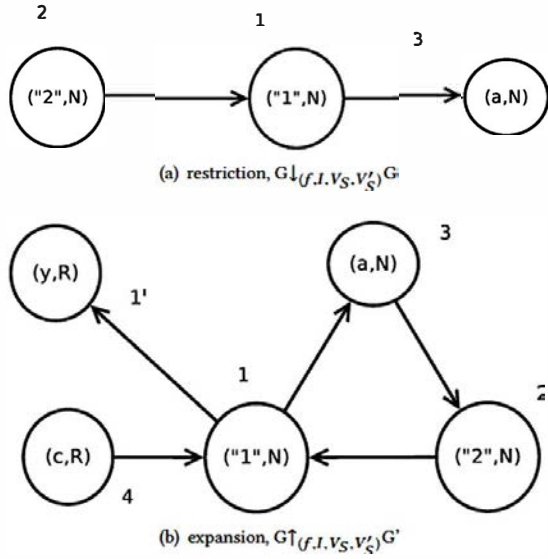 2
1
3
("2",N)
("1",N)
(a,N)
(a) restriction, G↓(f,I,VS,V'S)G
3
(a,N)
(y,R)
1'
1
2
(c,R)
("1",N)
("2",N)
4
(b) expansion, G↑(f,I,VS,V'S)G'